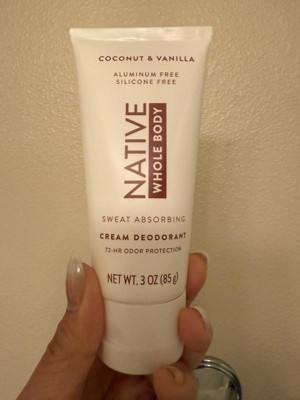 COCONUT & VANILLA
ALUMINUM FREE
SILICONE FREE
NATIVE
WHOLE BODY
SWEAT ABSORBING
CREAM DEODORANT
72-HR ODOR PROTECTION
NET WT. 3 OZ (85g)